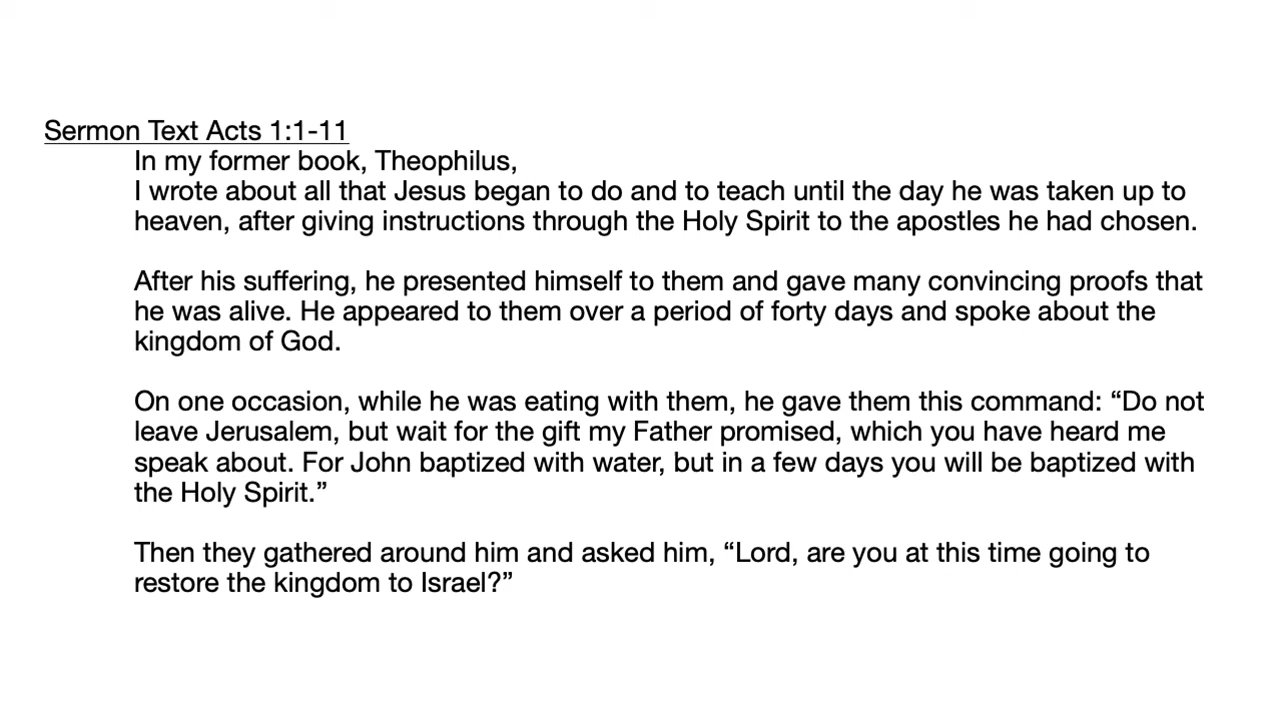 Sermon Text Acts 1:1-11
In my former book, Theophilus,
I wrote about all that Jesus began to do and to teach until the day he was taken up to
heaven, after giving instructions through the Holy Spirit to the apostles he had chosen.
After his suffering, he presented himself to them and gave many convincing proofs that
he was alive. He appeared to them over a period of forty days and spoke about the
kingdom of God.
On one occasion, while he was eating with them, he gave them this command: “Do not
leave Jerusalem, but wait for the gift my Father promised, which you have heard me
speak about. For John baptized with water, but in a few days you will be baptized with
the Holy Spirit.”
Then they gathered around him and asked him, “Lord, are you at this time going to
restore the kingdom to Israel?”